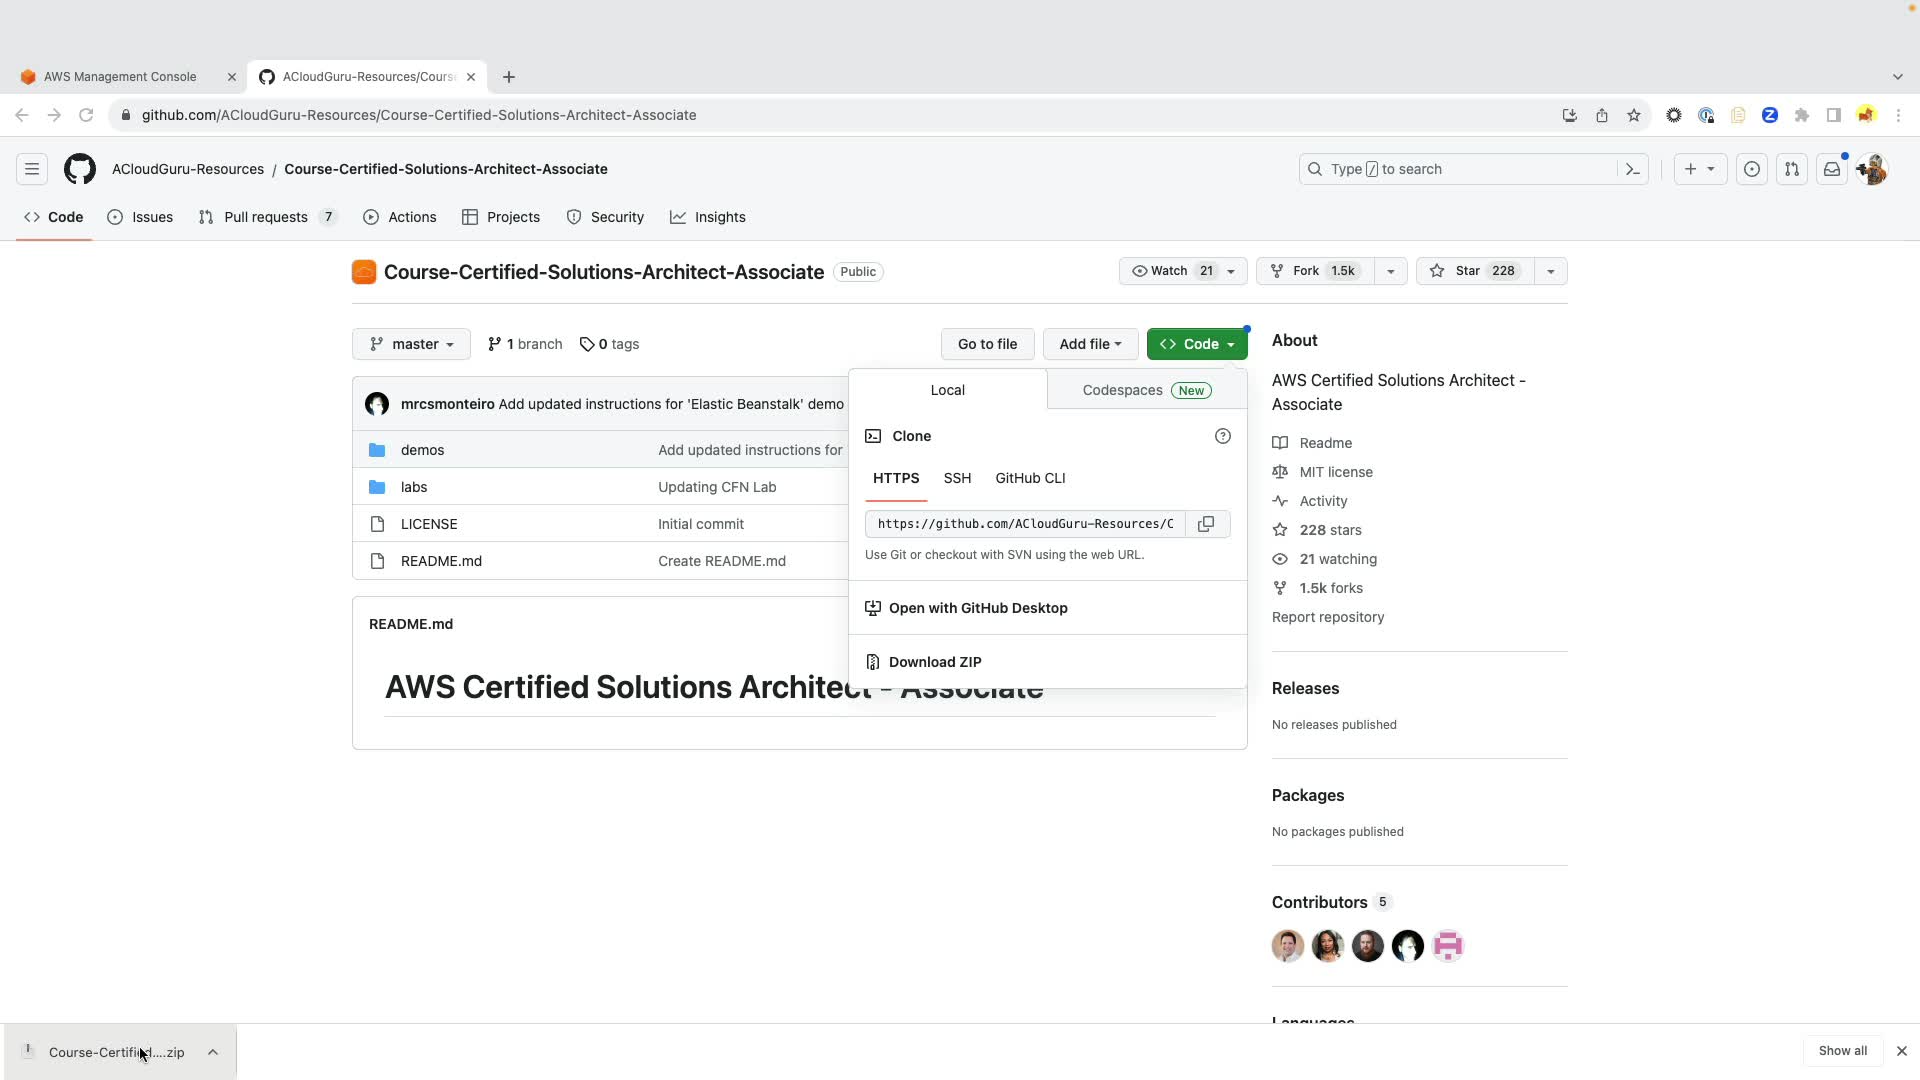 AWS Management Console
ACloudGuru-Resources/Course
github.com/ACloudGuru-Resources/Course-Certified-Solutions-Architect-Associate
ACloudGuru-Resources / Course-Certified-Solutions-Architect-Associate
Type / to search
Code
Issues
Pull requests 7
Actions
Projects
Security
Insights
Course-Certified-Solutions-Architect-Associate Public
Watch 21
Fork 1.5k
Star 228
master
1 branch
0 tags
Go to file
Add file
Code
mrcsmonteiro Add updated instructions for 'Elastic Beanstalk' demo
demos Add updated instructions for
labs Updating CFN Lab
LICENSE Initial commit
README.md Create README.md
README.md
AWS Certified Solutions Architect - Associate
Local
Codespaces New
Clone
HTTPS SSH GitHub CLI
https://github.com/ACloudGuru-Resources/C
Use Git or checkout with SVN using the web URL.
Open with GitHub Desktop
Download ZIP
About
AWS Certified Solutions Architect -
Associate
Readme
MIT license
Activity
228 stars
21 watching
1.5k forks
Report repository
Releases
No releases published
Packages
No packages published
Contributors 5
Languages
Course-Certified....zip
Show all